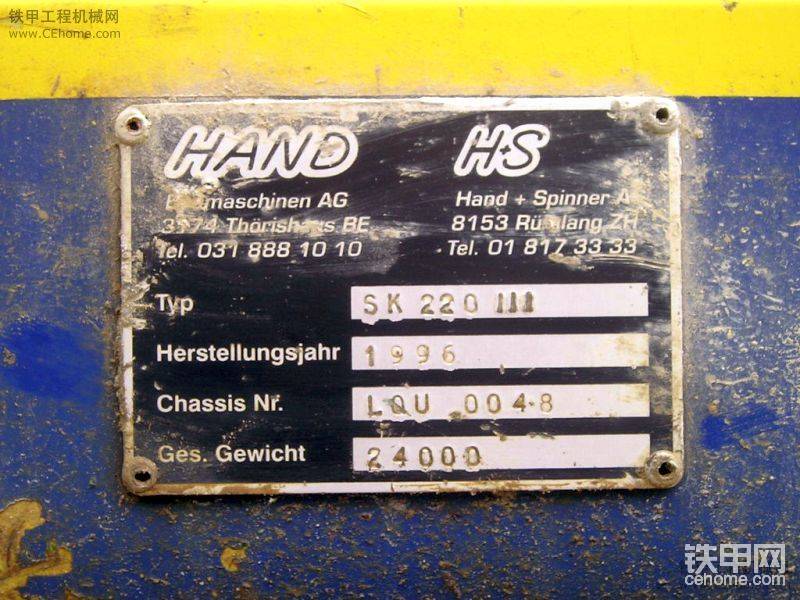 铁甲工程机械网
www.CEhome.com
HAND
HS
AG
Hand + Spinner
Thörishaus BE
8153 Rümlang ZH
Tel. 031 888 10 10
Tel. 01 817 33 33
Typ SK 220 III
Herstellungsjahr 1996
Chassis Nr. LQU 0048
Ges. Gewicht 24000
铁甲网
cehome.com